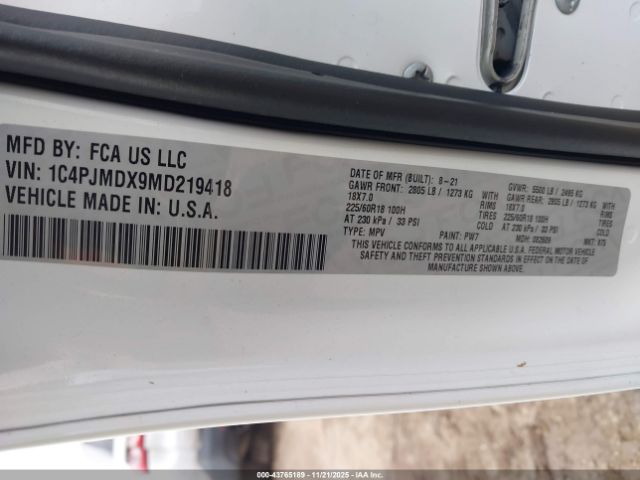 MFD BY: FCA US LLC
VIN: 1C4PJMDX9MD219418
VEHICLE MADE IN: U.S.A.
DATE OF MFR (BUILT): 8-21 GVWR: 5500 LB / 2495 KG
GAWR FRONT: 2805 LB / 1273 KG WITH GAWR REAR: 2805 LB / 1273 KG WITH
18X7.0 RIMS 18X7.0 RIMS
225/60R18 100H TIRES 225/60R18 100H TIRES
AT 230 kPa / 33 PSI COLD AT 230 kPa / 33 PSI COLD
TYPE: MPV PAINT: PW7 MDH: MKT:
THIS VEHICLE CONFORMS TO ALL APPLICABLE U.S.A. FEDERAL MOTOR VEHICLE
SAFETY AND THEFT PREVENTION STANDARDS IN EFFECT ON THE DATE OF
MANUFACTURE SHOWN ABOVE.
000-43765189 11/21/2025 IAA Inc.